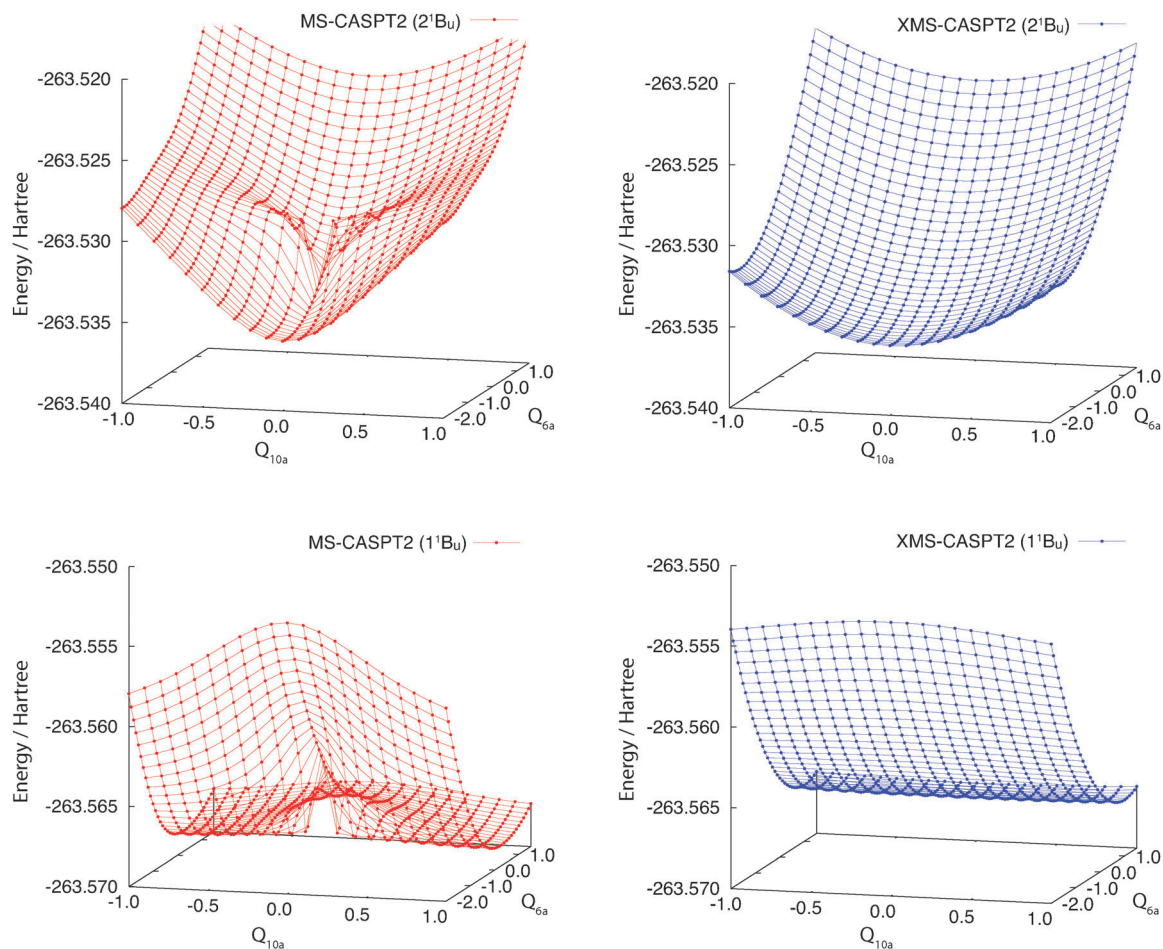 MS-CASPT2 (2¹Bᵤ)
-263.520
-263.525
-263.530
-263.535
-263.540
Energy / Hartree
-1.0 -0.5 0.0 0.5 1.0
Q₁₀ₐ
-2.0 -1.0 0.0 1.0
Q₆ₐ
XMS-CASPT2 (2¹Bᵤ)
-263.520
-263.525
-263.530
-263.535
-263.540
Energy / Hartree
-1.0 -0.5 0.0 0.5 1.0
Q₁₀ₐ
-2.0 -1.0 0.0 1.0
Q₆ₐ
MS-CASPT2 (1¹Bᵤ)
-263.550
-263.555
-263.560
-263.565
-263.570
Energy / Hartree
-1.0 -0.5 0.0 0.5 1.0
Q₁₀ₐ
-2.0 -1.0 0.0 1.0
Q₆ₐ
XMS-CASPT2 (1¹Bᵤ)
-263.550
-263.555
-263.560
-263.565
-263.570
Energy / Hartree
-1.0 -0.5 0.0 0.5 1.0
Q₁₀ₐ
-2.0 -1.0 0.0 1.0
Q₆ₐ